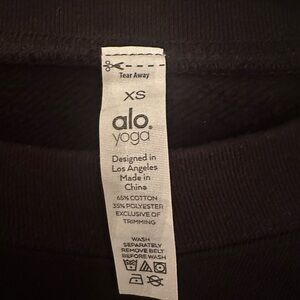 Tear Away
XS
alo.
yoga
Designed in
Los Angeles
Made in
China
65% COTTON
35% POLYESTER
EXCLUSIVE OF
TRIMMING
WASH
SEPARATELY
REMOVE BELT
BEFORE WASH